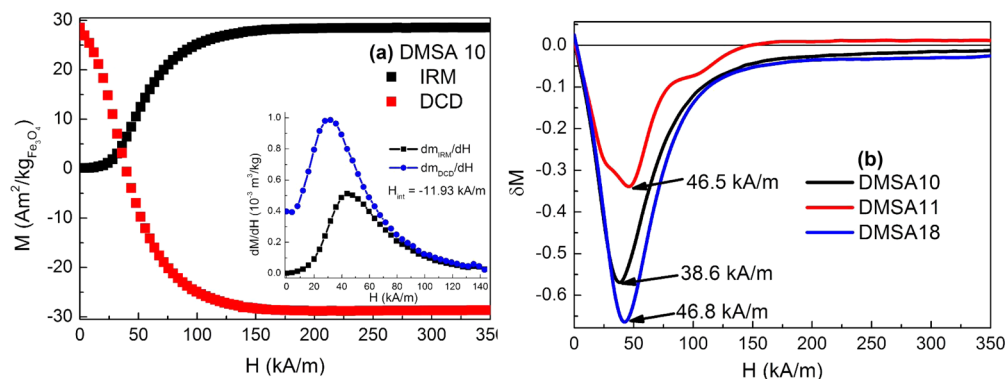 30
20
10
0
-10
-20
-30
M (Am²/kg Fe₃O₄)
0 50 100 150 200 250 300 350
H (kA/m)
(a) DMSA 10
IRM
DCD
1.0
0.8
0.6
0.4
0.2
0.0
dM/dH (10⁻³ m³/kg)
0 20 40 60 80 100 120 140
H (kA/m)
dm_IRM/dH
dm_DCD/dH
H_int = -11.93 kA/m
0.0
-0.1
-0.2
-0.3
-0.4
-0.5
-0.6
δM
0 50 100 150 200 250 300 350
H (kA/m)
(b)
DMSA10
DMSA11
DMSA18
46.5 kA/m
38.6 kA/m
46.8 kA/m